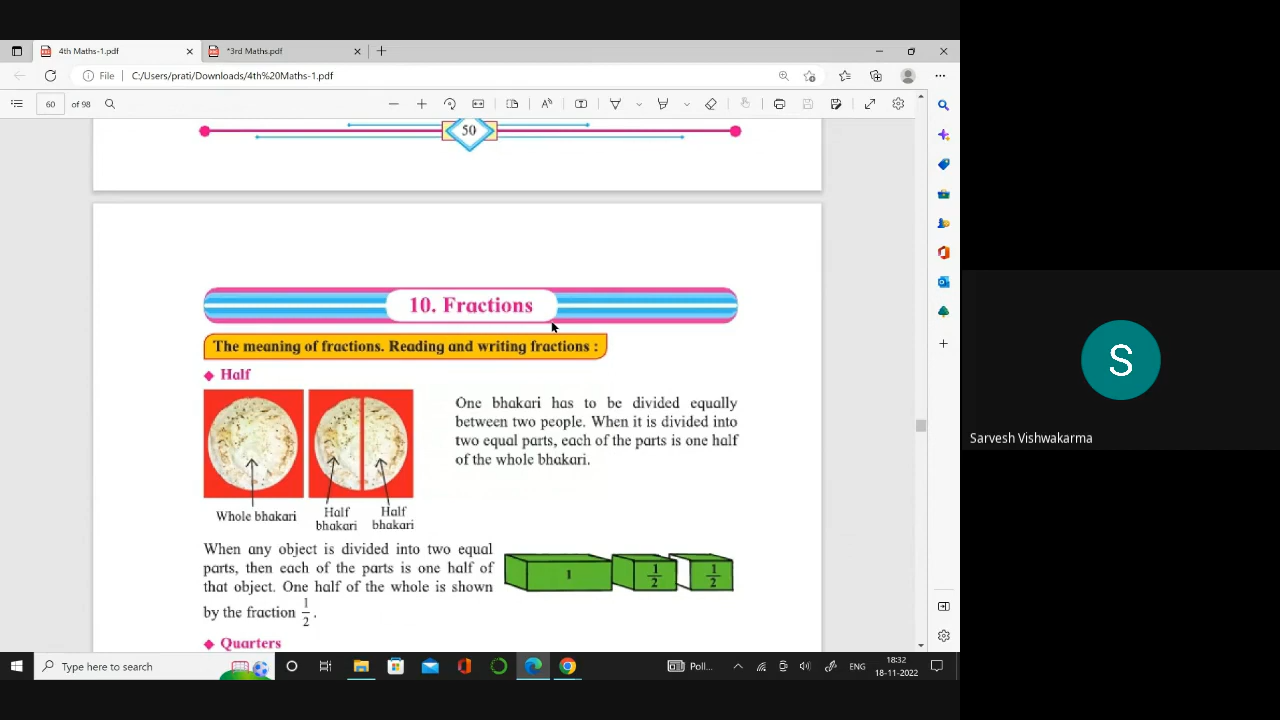 4th Maths-1.pdf
*3rd Maths.pdf
File
C:/Users/prati/Downloads/4th%20Maths-1.pdf
60 of 98
50
10. Fractions
The meaning of fractions. Reading and writing fractions :
◆ Half
One bhakari has to be divided equally
between two people. When it is divided into
two equal parts, each of the parts is one half
of the whole bhakari.
Whole bhakari
Half bhakari
Half bhakari
When any object is divided into two equal
parts, then each of the parts is one half of
that object. One half of the whole is shown
by the fraction 1/2 .
1
1/2
1/2
◆ Quarters
S
Sarvesh Vishwakarma
Type here to search
Poll...
ENG
18:32
18-11-2022